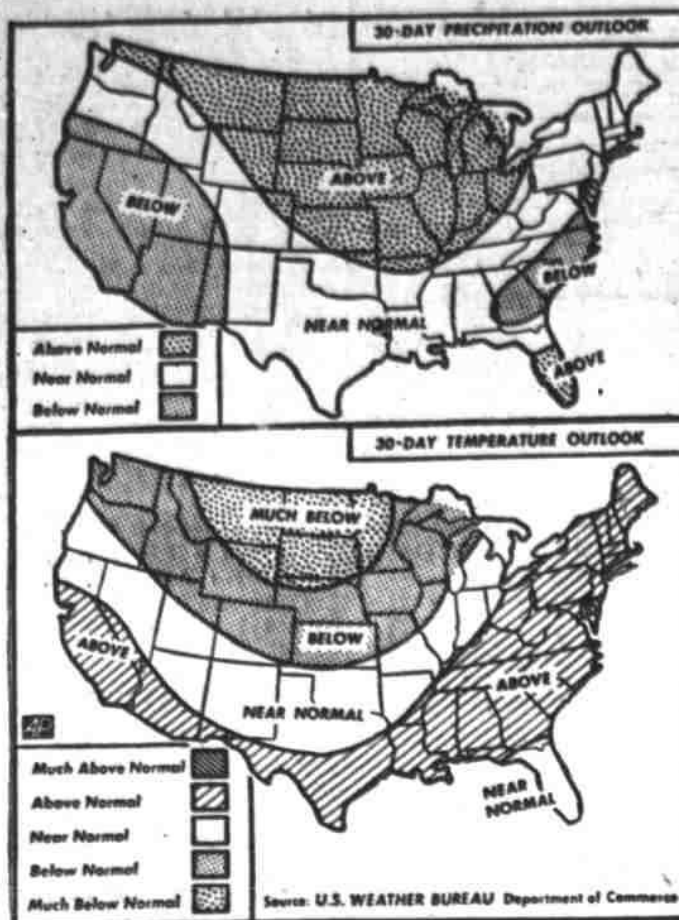 30-DAY PRECIPITATION OUTLOOK
ABOVE
BELOW
BELOW
NEAR NORMAL
ABOVE
Above Normal
Near Normal
Below Normal
30-DAY TEMPERATURE OUTLOOK
MUCH BELOW
BELOW
ABOVE
ABOVE
NEAR NORMAL
AP
NEAR
NORMAL
Much Above Normal
Above Normal
Near Normal
Below Normal
Much Below Normal
Source: U.S. WEATHER BUREAU Department of Commerce